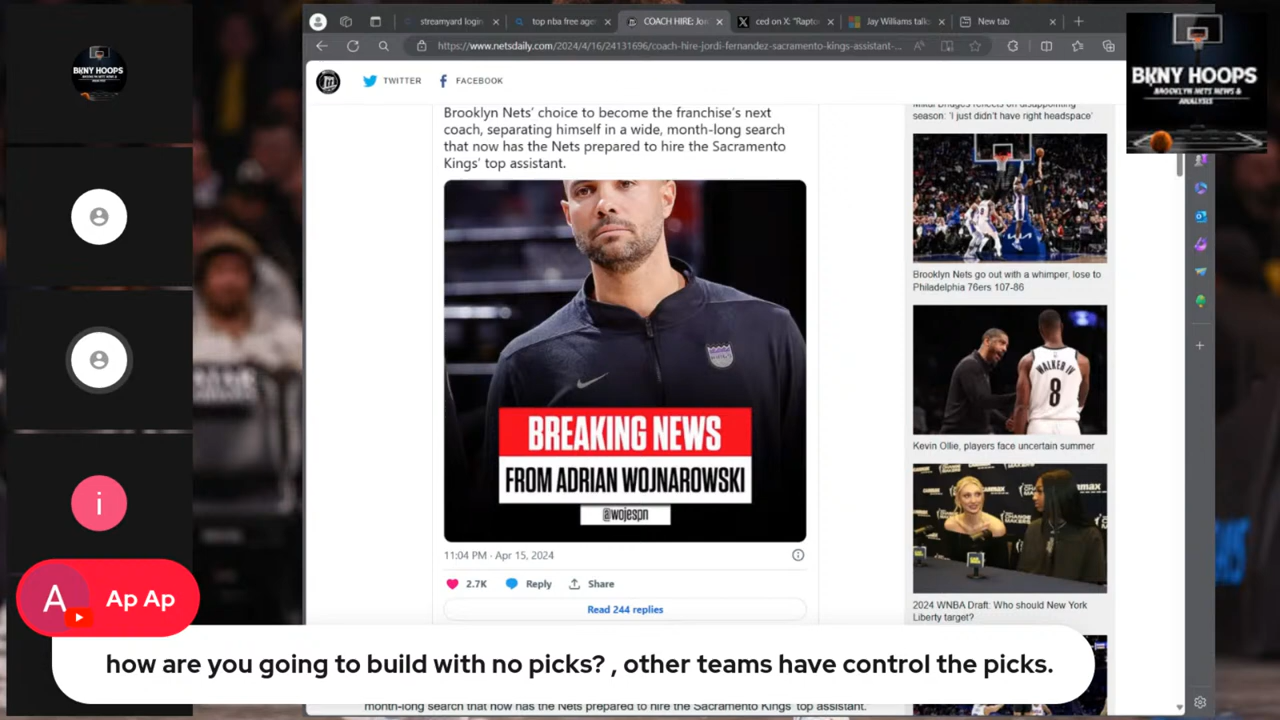 streamyard login
top nba free ager
COACH HIRE: Jo
ced on X: "Rapto
Jay Williams talk
New tab
https://www.netsdaily.com/2024/4/16/24131696/coach-hire-jordi-fernandez-sacramento-kings-assistant-...
BKNY HOOPS
BROOKLYN NETS NEWS &
ANALYSIS
BKNY HOOPS
TWITTER
FACEBOOK
Brooklyn Nets' choice to become the franchise's next
coach, separating himself in a wide, month-long search
that now has the Nets prepared to hire the Sacramento
Kings' top assistant.
KINGS
BREAKING NEWS
FROM ADRIAN WOJNAROWSKI
@wojespn
11:04 PM · Apr 15, 2024
2.7K
Reply
Share
Read 244 replies
Mikal Bridges reflects on disappointing
season: 'I just didn't have right headspace'
Brooklyn Nets go out with a whimper, lose to
Philadelphia 76ers 107-86
WALKER IV
8
Kevin Ollie, players face uncertain summer
2024 WNBA Draft: Who should New York
Liberty target?
i
A
Ap Ap
how are you going to build with no picks? , other teams have control the picks.
month-long search that now has the Nets prepared to hire the Sacramento Kings' top assistant.